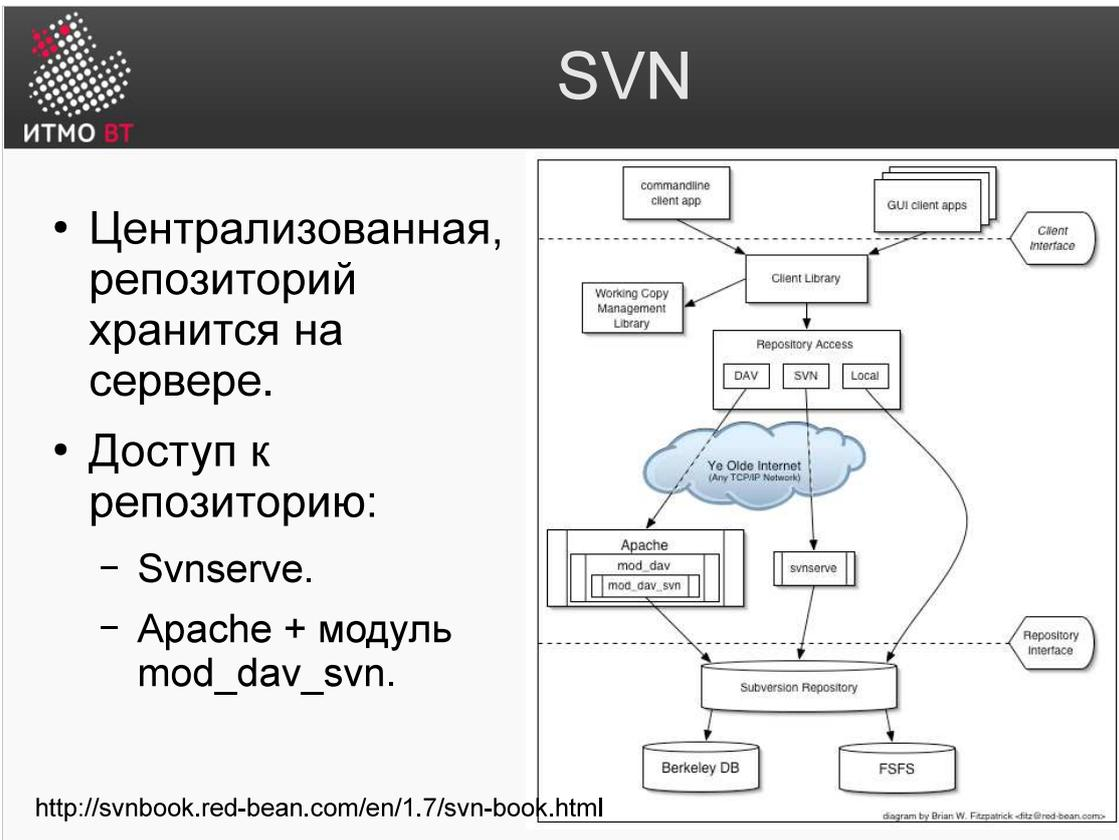 ИТМО ВТ
SVN
• Централизованная,
репозиторий
хранится на
сервере.
• Доступ к
репозиторию:
– Svnserve.
– Apache + модуль
mod_dav_svn.
http://svnbook.red-bean.com/en/1.7/svn-book.html
commandline
client app
GUI client apps
Client
Interface
Client Library
Working Copy
Management
Library
Repository Access
DAV
SVN
Local
Ye Olde Internet
(Any TCP/IP Network)
Apache
mod_dav
mod_dav_svn
svnserve
Repository
Interface
Subversion Repository
Berkeley DB
FSFS
diagram by Brian W. Fitzpatrick <fitz@red-bean.com>